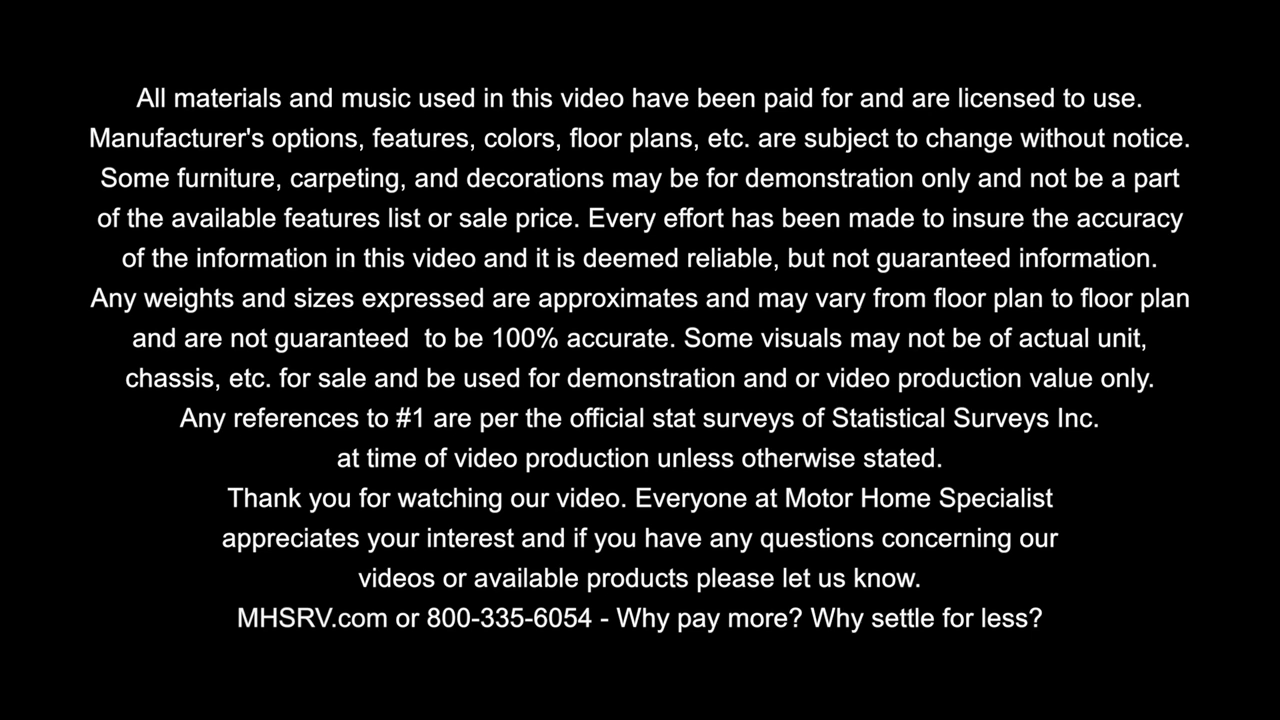 All materials and music used in this video have been paid for and are licensed to use.
Manufacturer's options, features, colors, floor plans, etc. are subject to change without notice.
Some furniture, carpeting, and decorations may be for demonstration only and not be a part
of the available features list or sale price. Every effort has been made to insure the accuracy
of the information in this video and it is deemed reliable, but not guaranteed information.
Any weights and sizes expressed are approximates and may vary from floor plan to floor plan
and are not guaranteed  to be 100% accurate. Some visuals may not be of actual unit,
chassis, etc. for sale and be used for demonstration and or video production value only.
Any references to #1 are per the official stat surveys of Statistical Surveys Inc.
at time of video production unless otherwise stated.
Thank you for watching our video. Everyone at Motor Home Specialist
appreciates your interest and if you have any questions concerning our
videos or available products please let us know.
MHSRV.com or 800-335-6054 - Why pay more? Why settle for less?